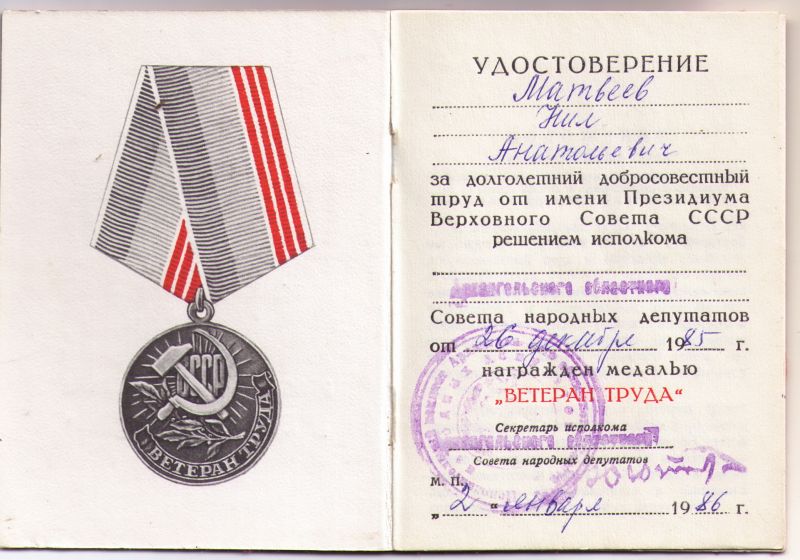 СССР
ВЕТЕРАН ТРУДА
УДОСТОВЕРЕНИЕ
Матвеев
Нил
Анатольевич
за долголетний добросовестный
труд от имени Президиума
Верховного Совета СССР
решением исполкома
Архангельского областного
Совета народных депутатов
от 26 декабря 1985 г.
награжден медалью
„ВЕТЕРАН ТРУДА“
Секретарь исполкома
Архангельского областного
Совета народных депутатов
М. П.
„2“ января 1986 г.